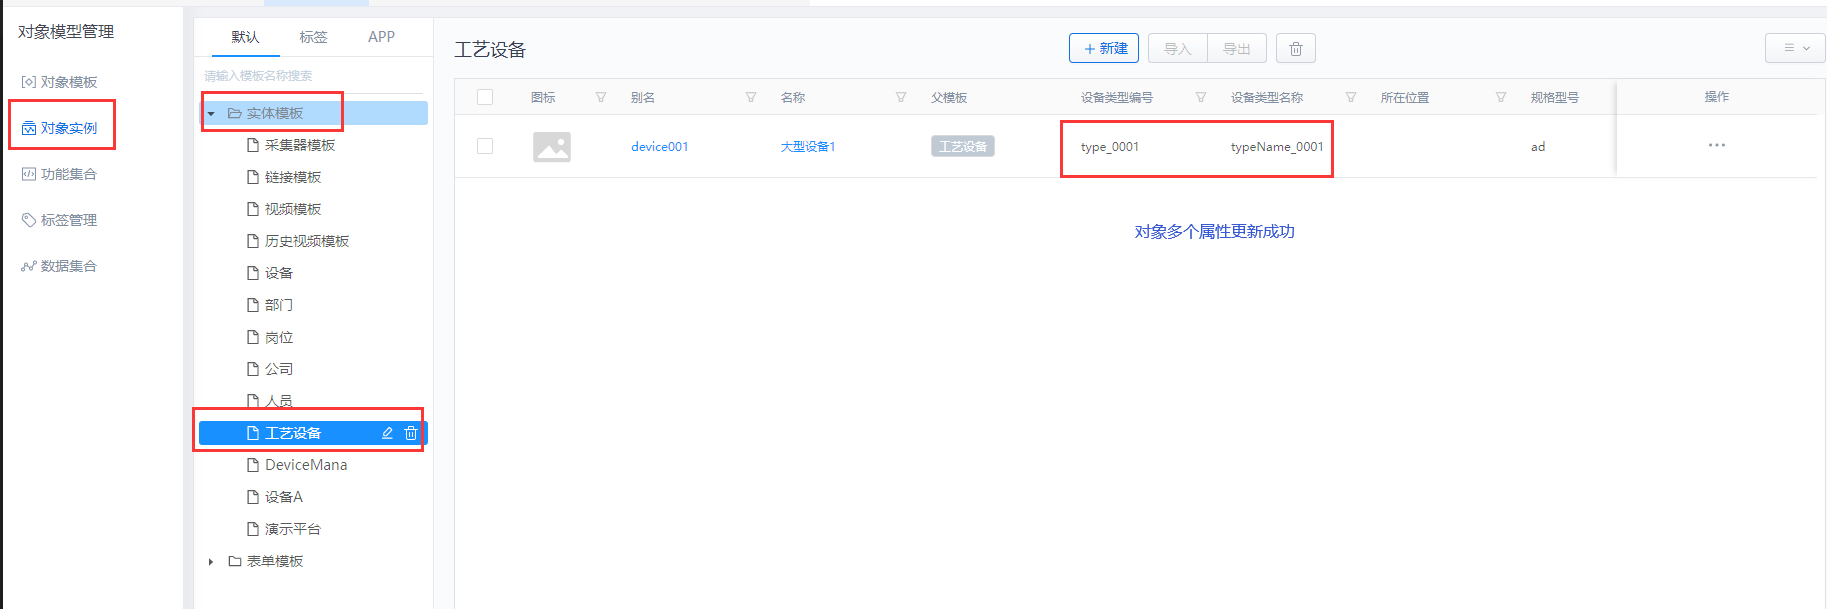 对象模型管理
对象模板
对象实例
功能集合
标签管理
数据集合
默认 标签 APP
请输入模板名称搜索
实体模板
采集器模板
链接模板
视频模板
历史视频模板
设备
部门
岗位
公司
人员
工艺设备
DeviceMana
设备A
演示平台
表单模板
工艺设备
+ 新建 导入 导出
图标 别名 名称 父模板 设备类型编号 设备类型名称 所在位置 规格型号 操作
device001 大型设备1 工艺设备 type_0001 typeName_0001 ad
对象多个属性更新成功